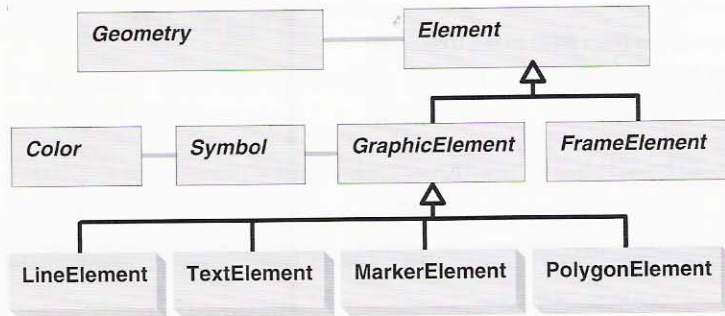 Geometry
Element
Color
Symbol
GraphicElement
FrameElement
LineElement
TextElement
MarkerElement
PolygonElement